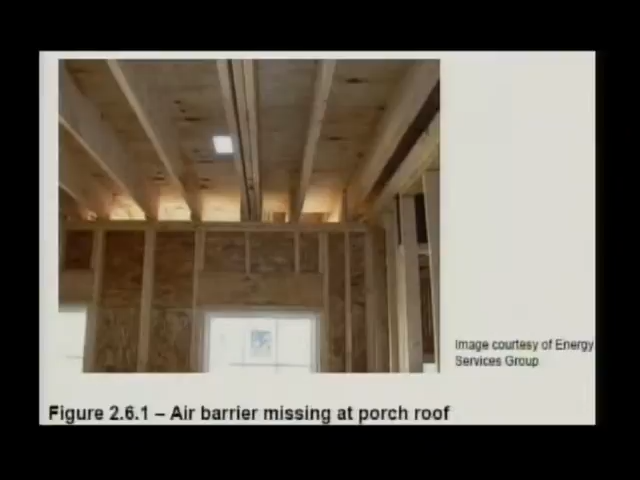 Image courtesy of Energy
Services Group
Figure 2.6.1 – Air barrier missing at porch roof